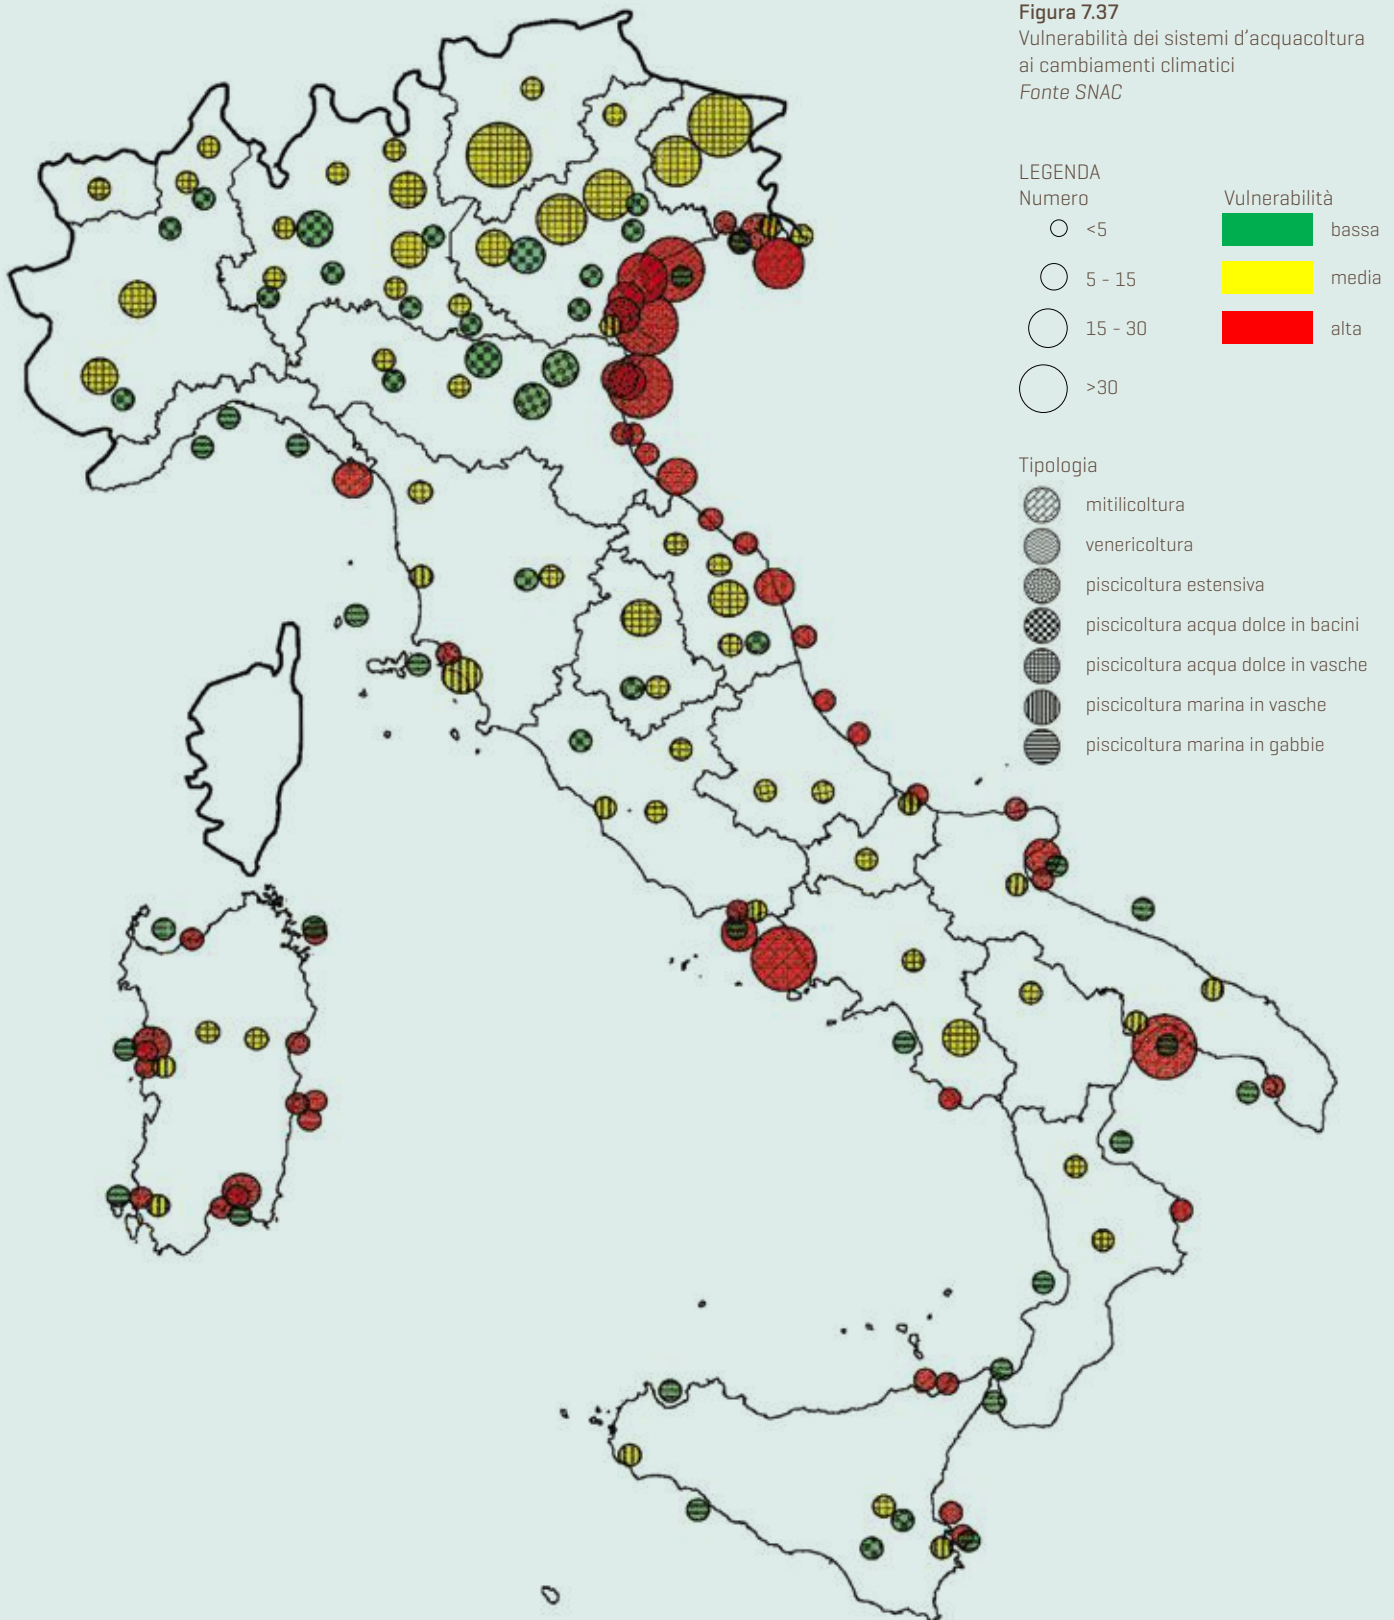 Figura 7.37
Vulnerabilità dei sistemi d'acquacoltura
ai cambiamenti climatici
Fonte SNAC
LEGENDA
Numero
<5
5 - 15
15 - 30
>30
Vulnerabilità
bassa
media
alta
Tipologia
mitilicoltura
venericoltura
piscicoltura estensiva
piscicoltura acqua dolce in bacini
piscicoltura acqua dolce in vasche
piscicoltura marina in vasche
piscicoltura marina in gabbie